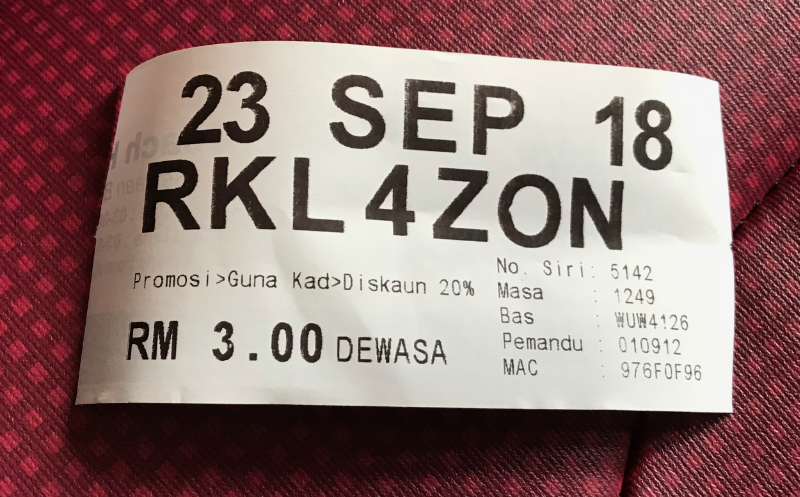 23 SEP 18
RKL4ZON
Promosi>Guna Kad>Diskaun 20%
RM 3.00 DEWASA
No. Siri: 5142
Masa : 1249
Bas : WUW4126
Pemandu : 010912
MAC : 976F0F96